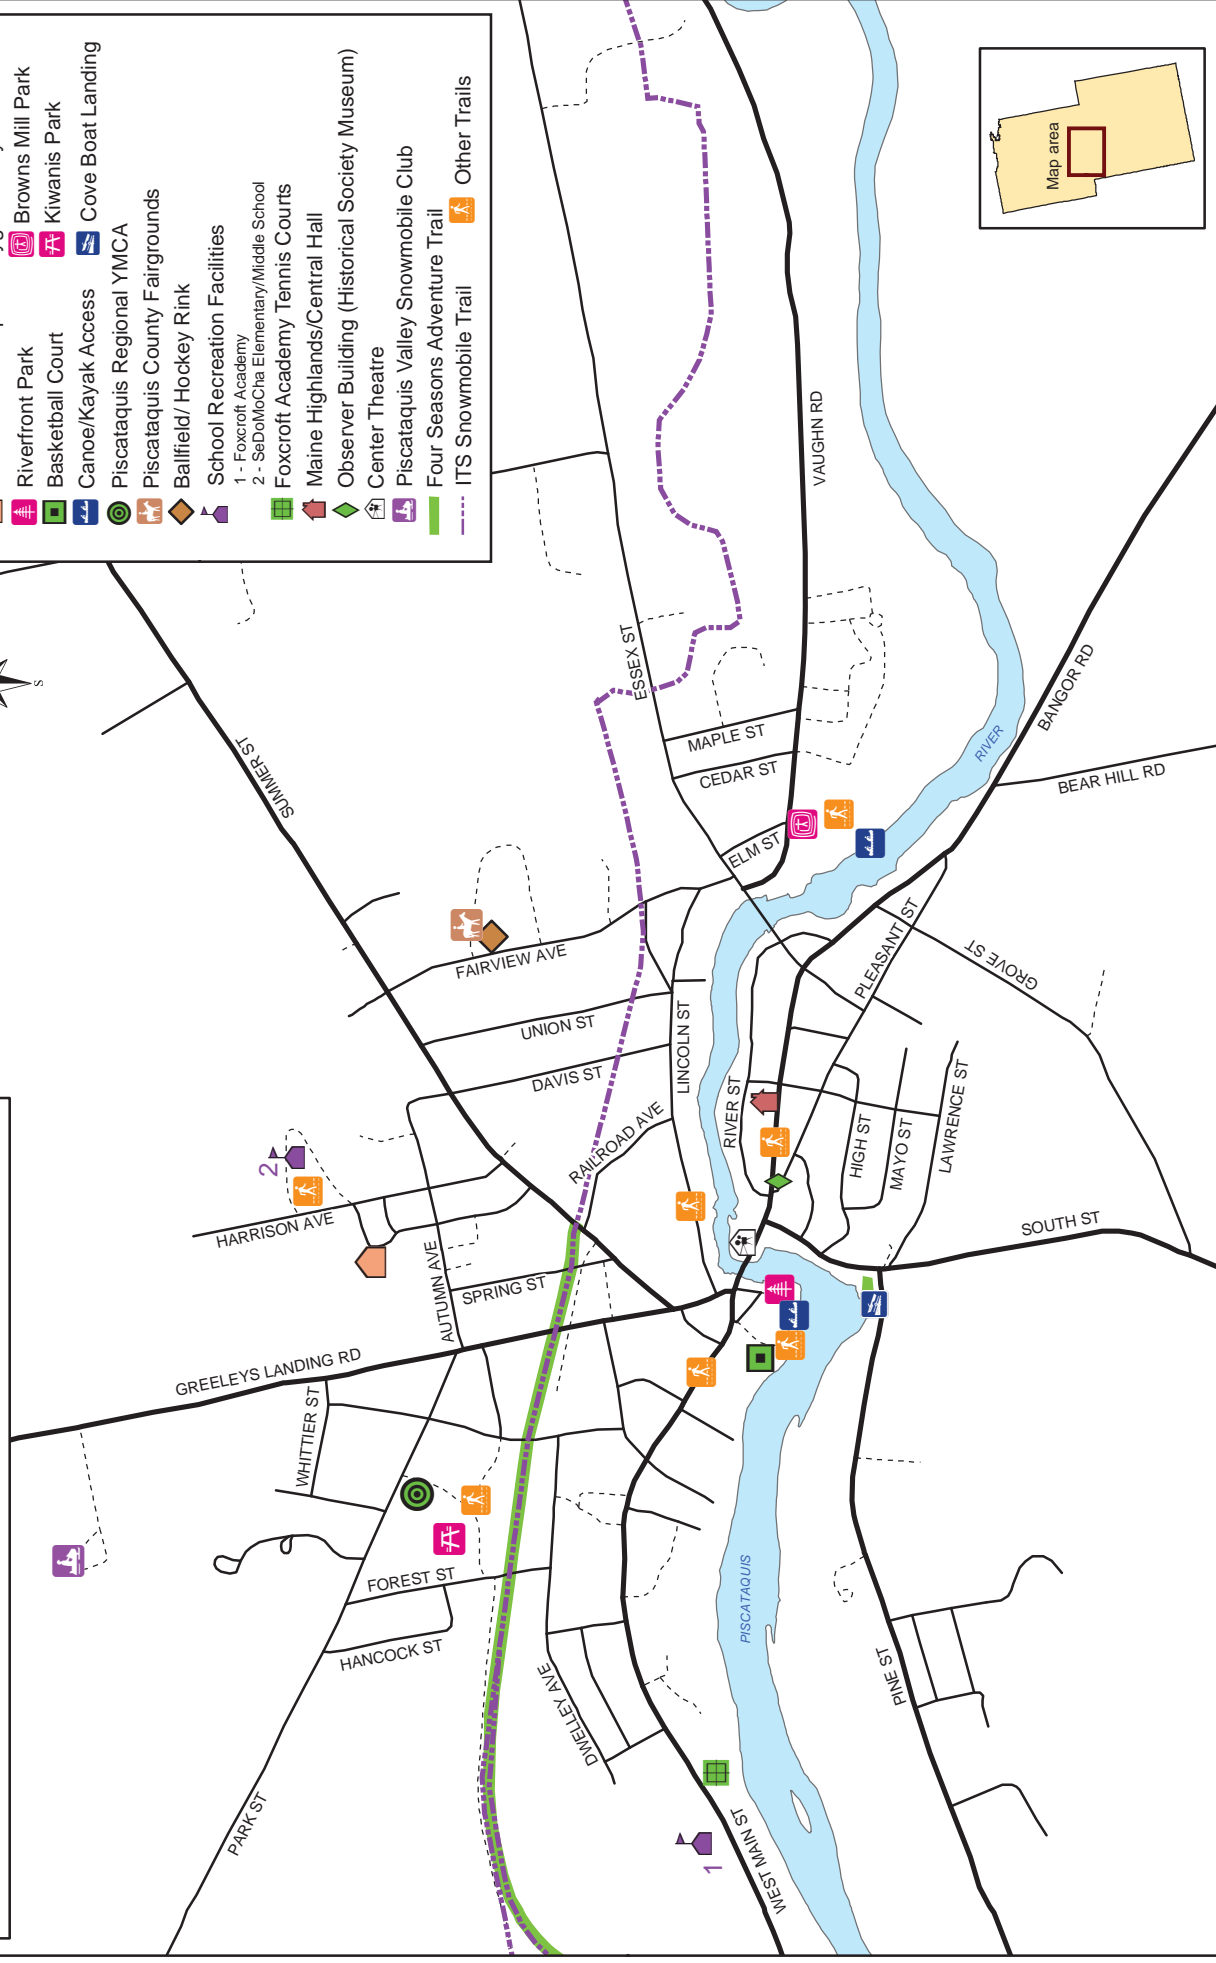 Browns Mill Park
Riverfront Park
Kiwanis Park
Basketball Court
Cove Boat Landing
Canoe/Kayak Access
Piscataquis Regional YMCA
Piscataquis County Fairgrounds
Ballfield/ Hockey Rink
School Recreation Facilities
1 - Foxcroft Academy
2 - SeDoMoCha Elementary/Middle School
Foxcroft Academy Tennis Courts
Maine Highlands/Central Hall
Observer Building (Historical Society Museum)
Center Theatre
Piscataquis Valley Snowmobile Club
Four Seasons Adventure Trail
ITS Snowmobile Trail
Other Trails
Map area
S
SUMMER ST
ESSEX ST
VAUGHN RD
MAPLE ST
CEDAR ST
ELM ST
BANGOR RD
BEAR HILL RD
RIVER
FAIRVIEW AVE
UNION ST
DAVIS ST
LINCOLN ST
RAILROAD AVE
RIVER ST
PLEASANT ST
GROVE ST
HIGH ST
MAYO ST
LAWRENCE ST
SOUTH ST
2
HARRISON AVE
AUTUMN AVE
SPRING ST
GREELEYS LANDING RD
WHITTIER ST
FOREST ST
HANCOCK ST
DWELLEY AVE
PARK ST
PISCATAQUIS
PINE ST
WEST MAIN ST
1